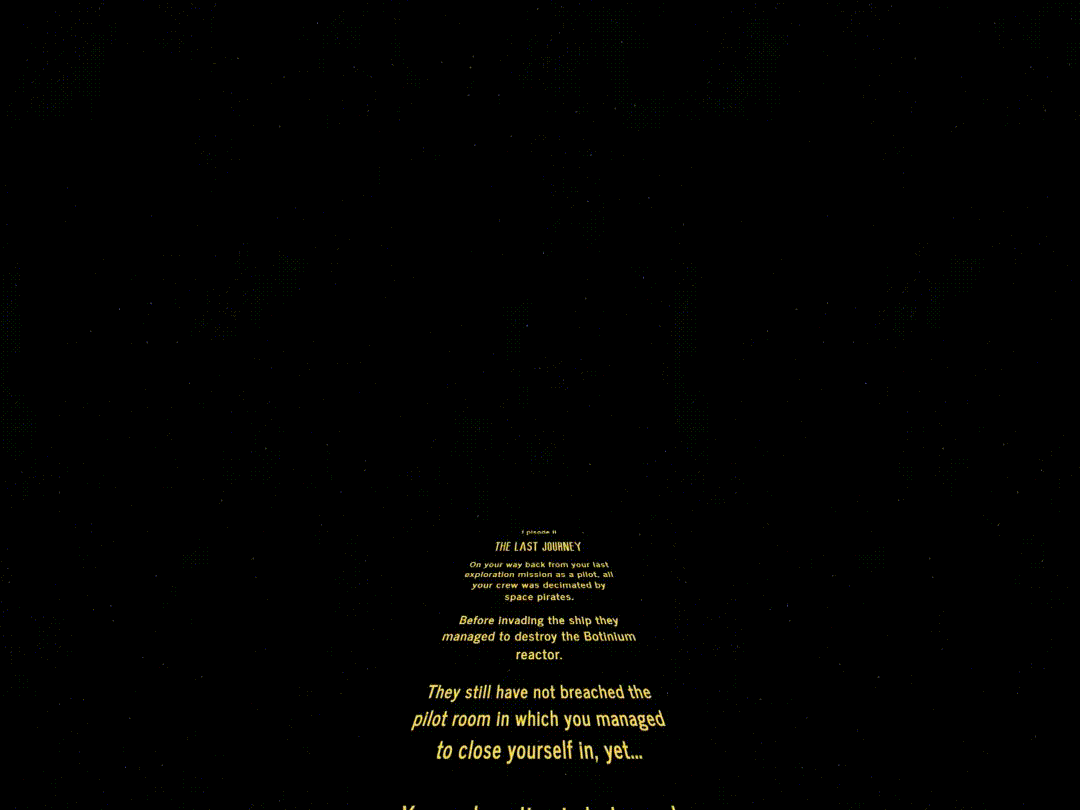 THE LAST JOURNEY
On your way back from your last
exploration mission as a pilot, all
your crew was decimated by
space pirates.
Before invading the ship they
managed to destroy the Botinium
reactor.
They still have not breached the
pilot room in which you managed
to close yourself in, yet...